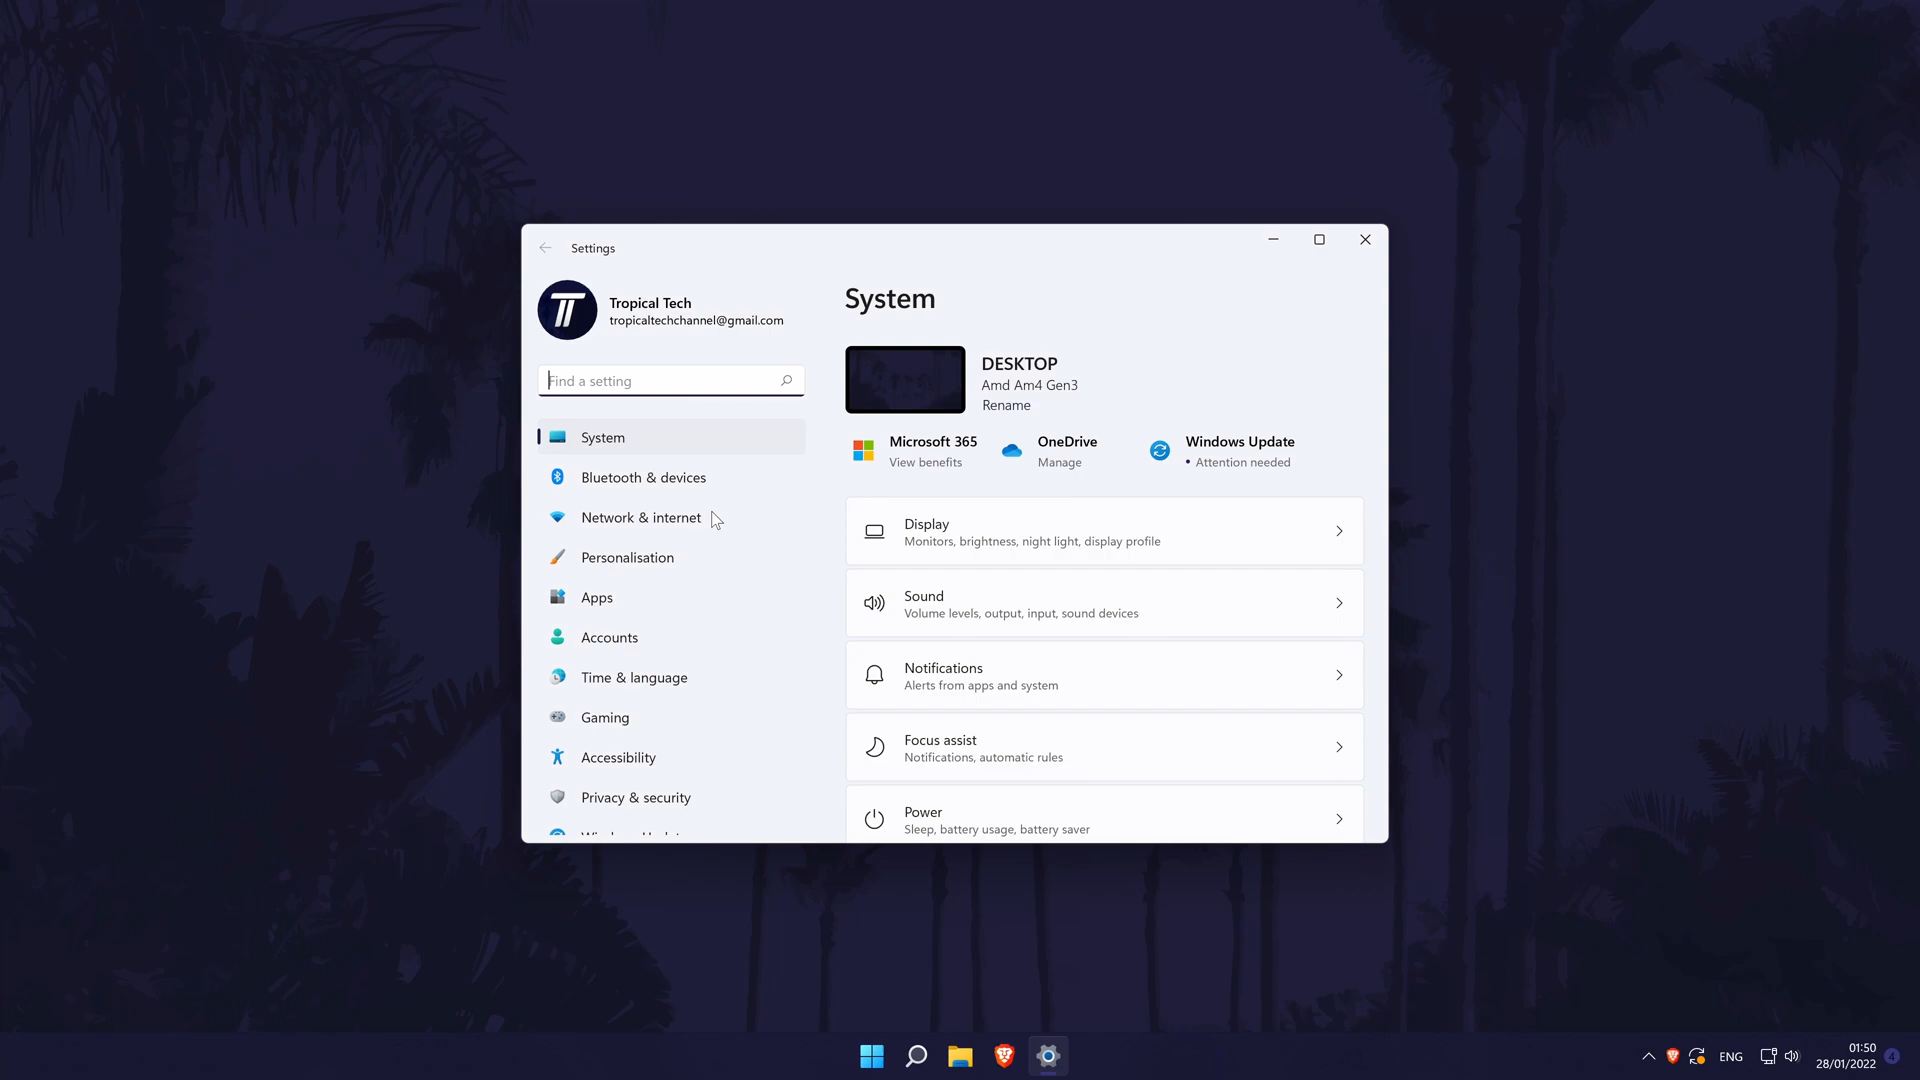 Settings
Tropical Tech
tropicaltechchannel@gmail.com
Find a setting
System
Bluetooth & devices
Network & internet
Personalisation
Apps
Accounts
Time & language
Gaming
Accessibility
Privacy & security
System
DESKTOP
Amd Am4 Gen3
Rename
Microsoft 365
View benefits
OneDrive
Manage
Windows Update
• Attention needed
Display
Monitors, brightness, night light, display profile
Sound
Volume levels, output, input, sound devices
Notifications
Alerts from apps and system
Focus assist
Notifications, automatic rules
Power
Sleep, battery usage, battery saver
ENG
01:50
28/01/2022
4